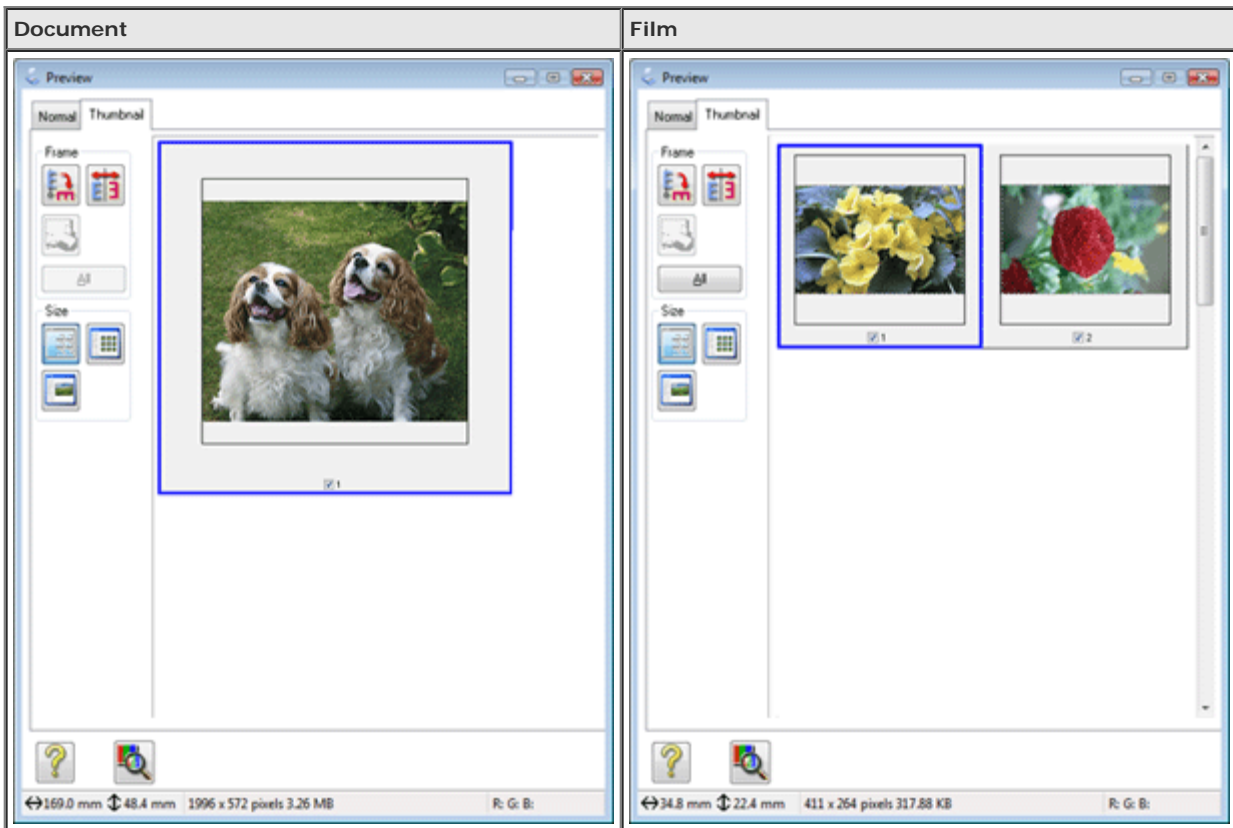 Document
Film
Preview
Normal Thumbnail
Frame
All
Size
1
169.0 mm 48.4 mm 1996 x 572 pixels 3.26 MB R: G: B:
Preview
Normal Thumbnail
Frame
All
Size
1
2
34.8 mm 22.4 mm 411 x 264 pixels 317.88 KB R: G: B: